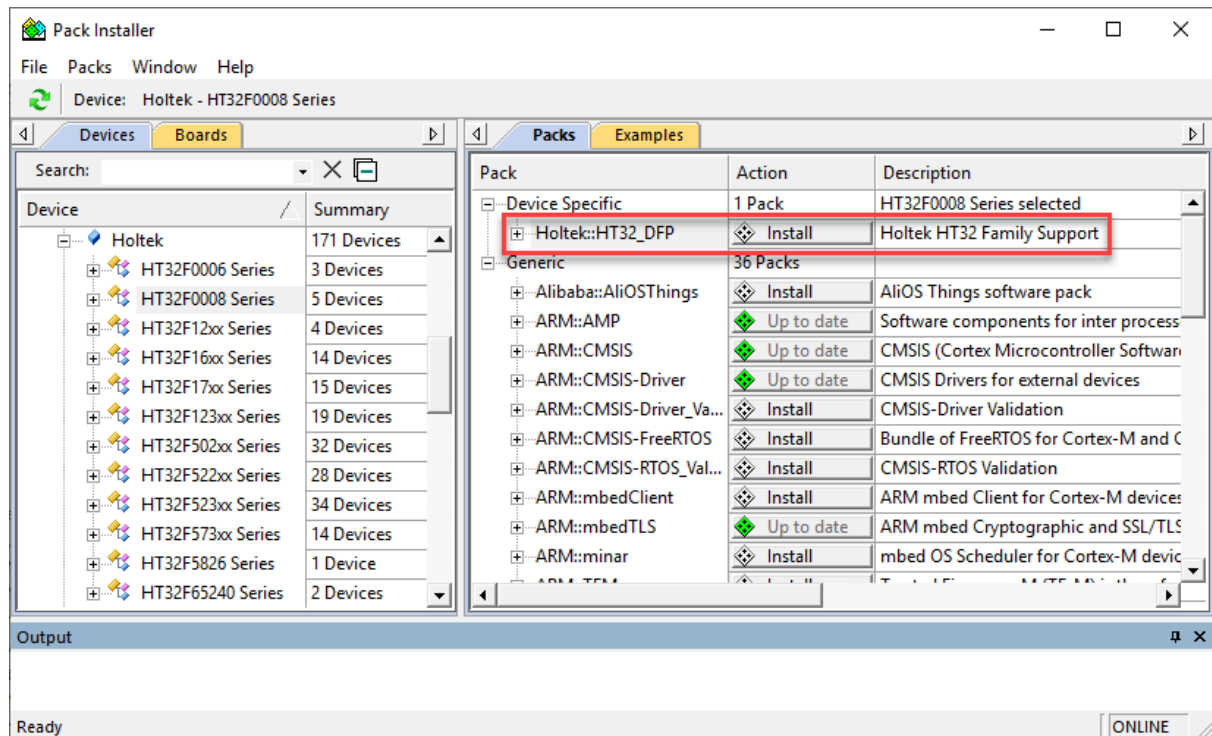 Pack Installer
File Packs Window Help
Device: Holtek - HT32F0008 Series
Devices Boards
Search:
Device Summary
Holtek 171 Devices
HT32F0006 Series 3 Devices
HT32F0008 Series 5 Devices
HT32F12xx Series 4 Devices
HT32F16xx Series 14 Devices
HT32F17xx Series 15 Devices
HT32F123xx Series 19 Devices
HT32F502xx Series 32 Devices
HT32F522xx Series 28 Devices
HT32F523xx Series 34 Devices
HT32F573xx Series 14 Devices
HT32F5826 Series 1 Device
HT32F65240 Series 2 Devices
Packs Examples
Pack Action Description
Device Specific 1 Pack HT32F0008 Series selected
Holtek::HT32_DFP Install Holtek HT32 Family Support
Generic 36 Packs
Alibaba::AliOSThings Install AliOS Things software pack
ARM::AMP Up to date Software components for inter process
ARM::CMSIS Up to date CMSIS (Cortex Microcontroller Software
ARM::CMSIS-Driver Up to date CMSIS Drivers for external devices
ARM::CMSIS-Driver_Va... Install CMSIS-Driver Validation
ARM::CMSIS-FreeRTOS Install Bundle of FreeRTOS for Cortex-M and
ARM::CMSIS-RTOS_Val... Install CMSIS-RTOS Validation
ARM::mbedClient Install ARM mbed Client for Cortex-M devices
ARM::mbedTLS Up to date ARM mbed Cryptographic and SSL/TLS
ARM::minar Install mbed OS Scheduler for Cortex-M devic
Output
Ready ONLINE